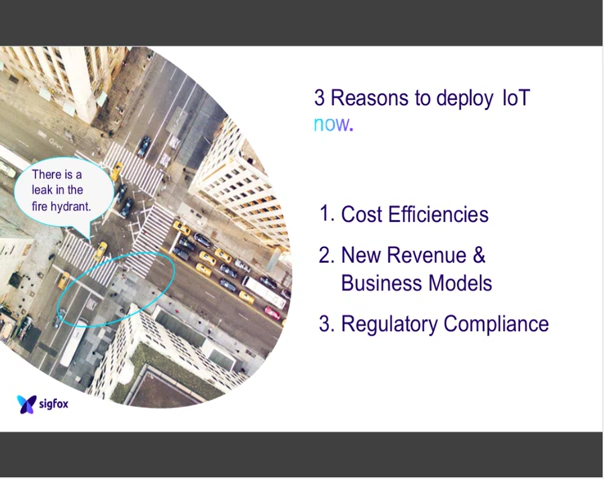 3 Reasons to deploy IoT
now.
There is a
leak in the
fire hydrant.
1. Cost Efficiencies
2. New Revenue &
Business Models
3. Regulatory Compliance
sigfox